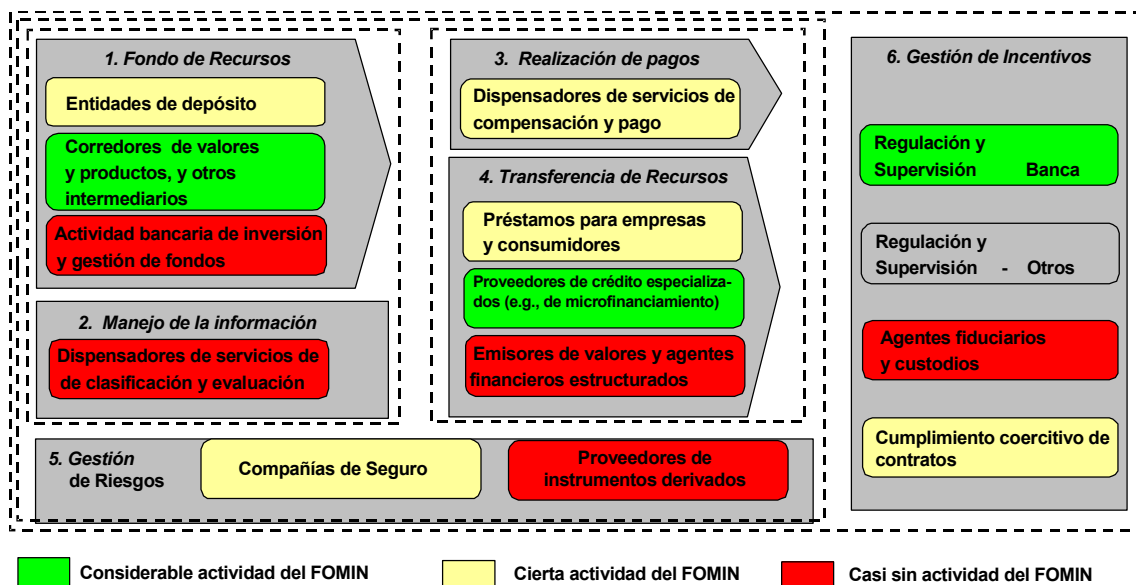 1. Fondo de Recursos
Entidades de depósito
Corredores de valores
y productos, y otros
intermediarios
Actividad bancaria de inversión
y gestión de fondos
2. Manejo de la información
Dispensadores de servicios de
de clasificación y evaluación
3. Realización de pagos
Dispensadores de servicios de
compensación y pago
4. Transferencia de Recursos
Préstamos para empresas
y consumidores
Proveedores de crédito especializa-
dos (e.g., de microfinanciamiento)
Emisores de valores y agentes
financieros estructurados
5. Gestión
de Riesgos
Compañías de Seguro
Proveedores de
instrumentos derivados
6. Gestión de Incentivos
Regulación y
Supervisión Banca
Regulación y
Supervisión - Otros
Agentes fiduciarios
y custodios
Cumplimiento coercitivo de
contratos
Considerable actividad del FOMIN
Cierta actividad del FOMIN
Casi sin actividad del FOMIN